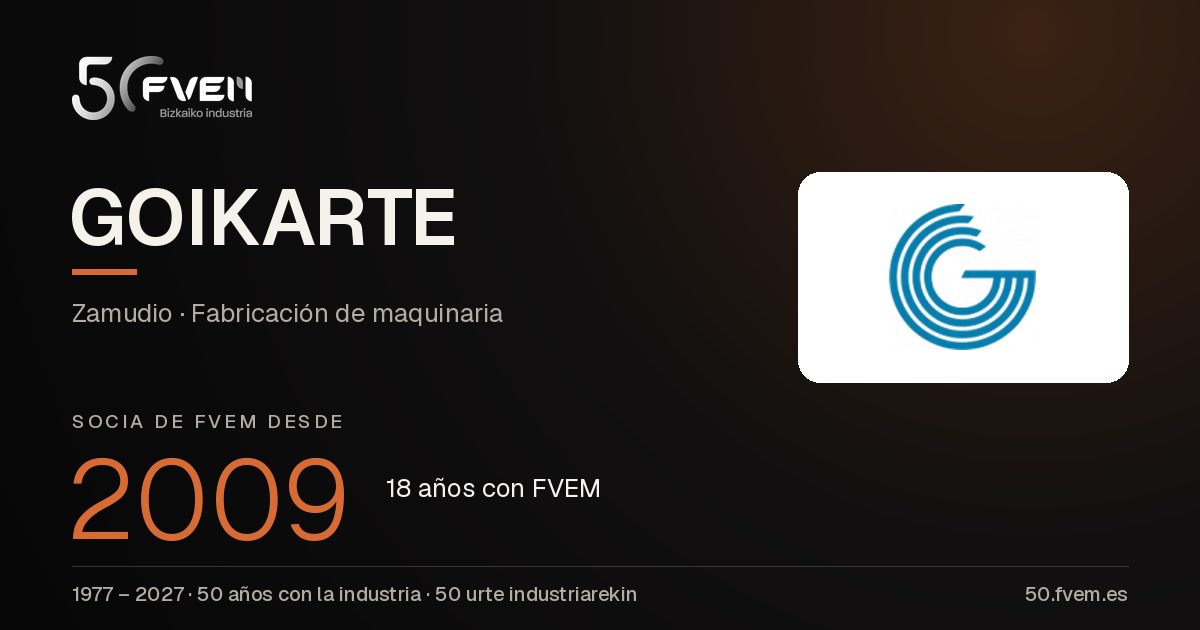 50 FVEM
Bizkaiko industria
GOIKARTE
Zamudio · Fabricación de maquinaria
SOCIA DE FVEM DESDE
2009
18 años con FVEM
1977 – 2027 · 50 años con la industria · 50 urte industriarekin
50.fvem.es